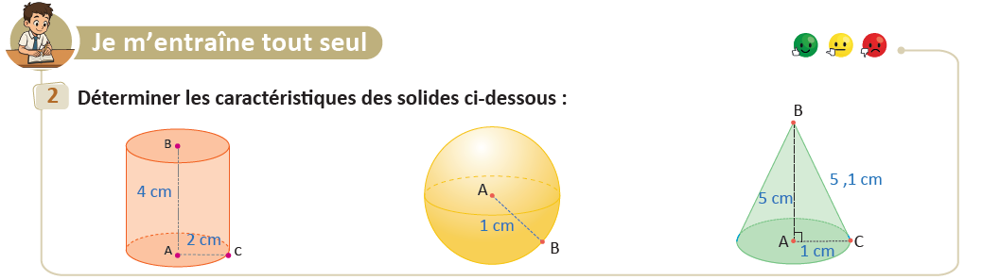 Je m'entraîne tout seul
2 Déterminer les caractéristiques des solides ci-dessous :
B
4 cm
2 cm
A
C
A
1 cm
B
B
5 ,1 cm
5 cm
A
1 cm
C